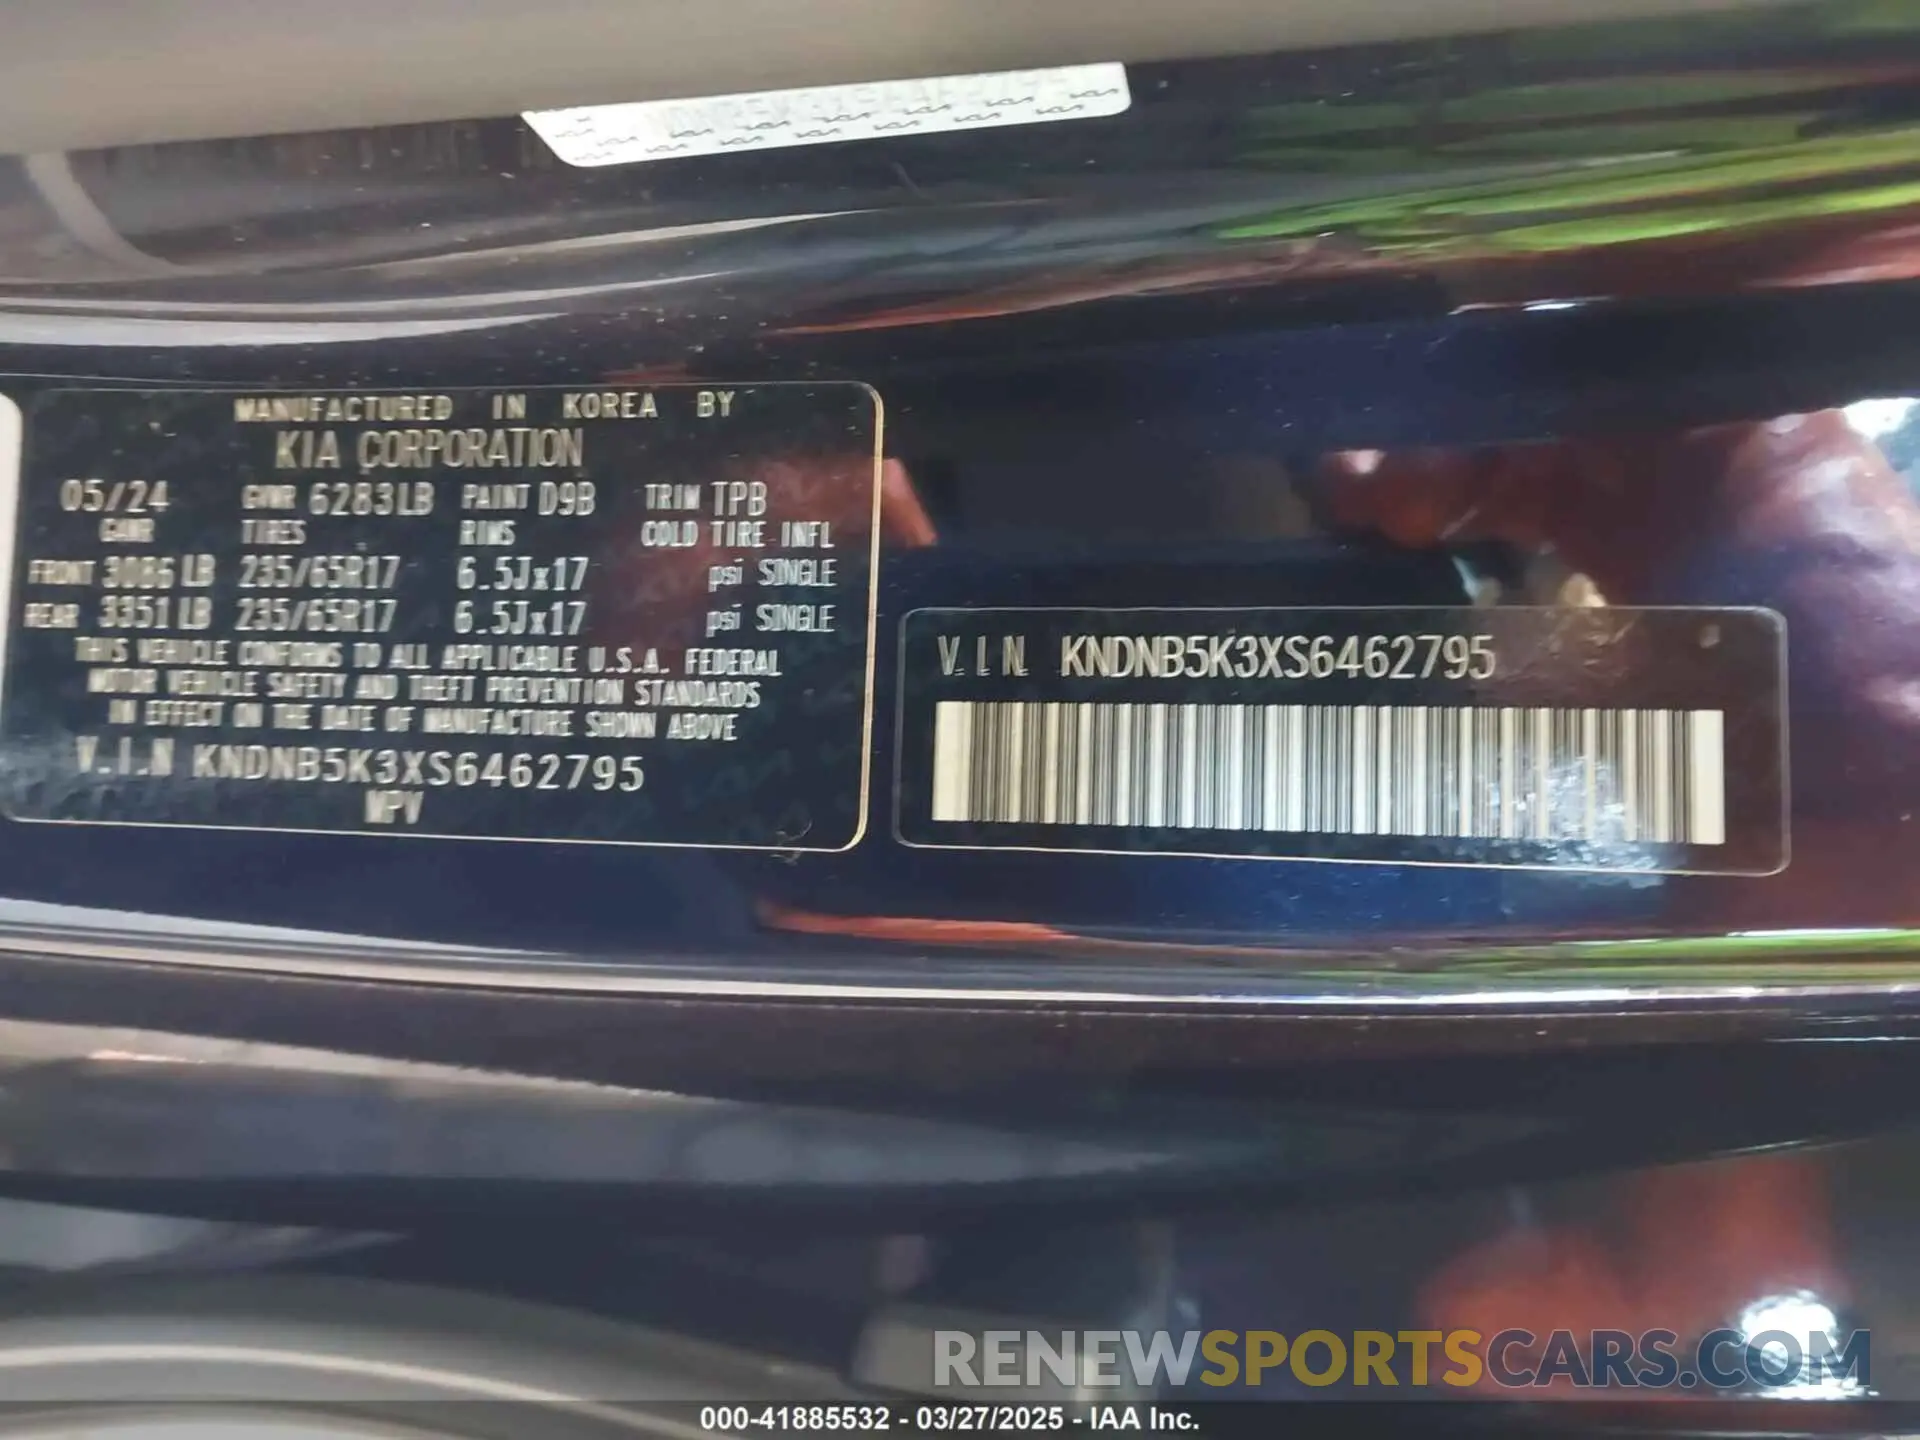 NDNB5K3XS6462795
MANUFACTURED IN KOREA BY
KIA CORPORATION
05/24 GVWR 6283LB PAINT D9B TRIM TPB
GAWR TIRES RIMS COLD TIRE INFL
FRONT 3086 LB 235/65R17 6.5Jx17 psi SINGLE
REAR 3351 LB 235/65R17 6.5Jx17 psi SINGLE
THIS VEHICLE CONFORMS TO ALL APPLICABLE U.S.A. FEDERAL
MOTOR VEHICLE SAFETY AND THEFT PREVENTION STANDARDS
IN EFFECT ON THE DATE OF MANUFACTURE SHOWN ABOVE
V.I.N KNDNB5K3XS6462795
MPV
V.I.N. KNDNB5K3XS6462795
RENEWSPORTSCARS.COM
000-41885532 - 03/27/2025 - IAA Inc.